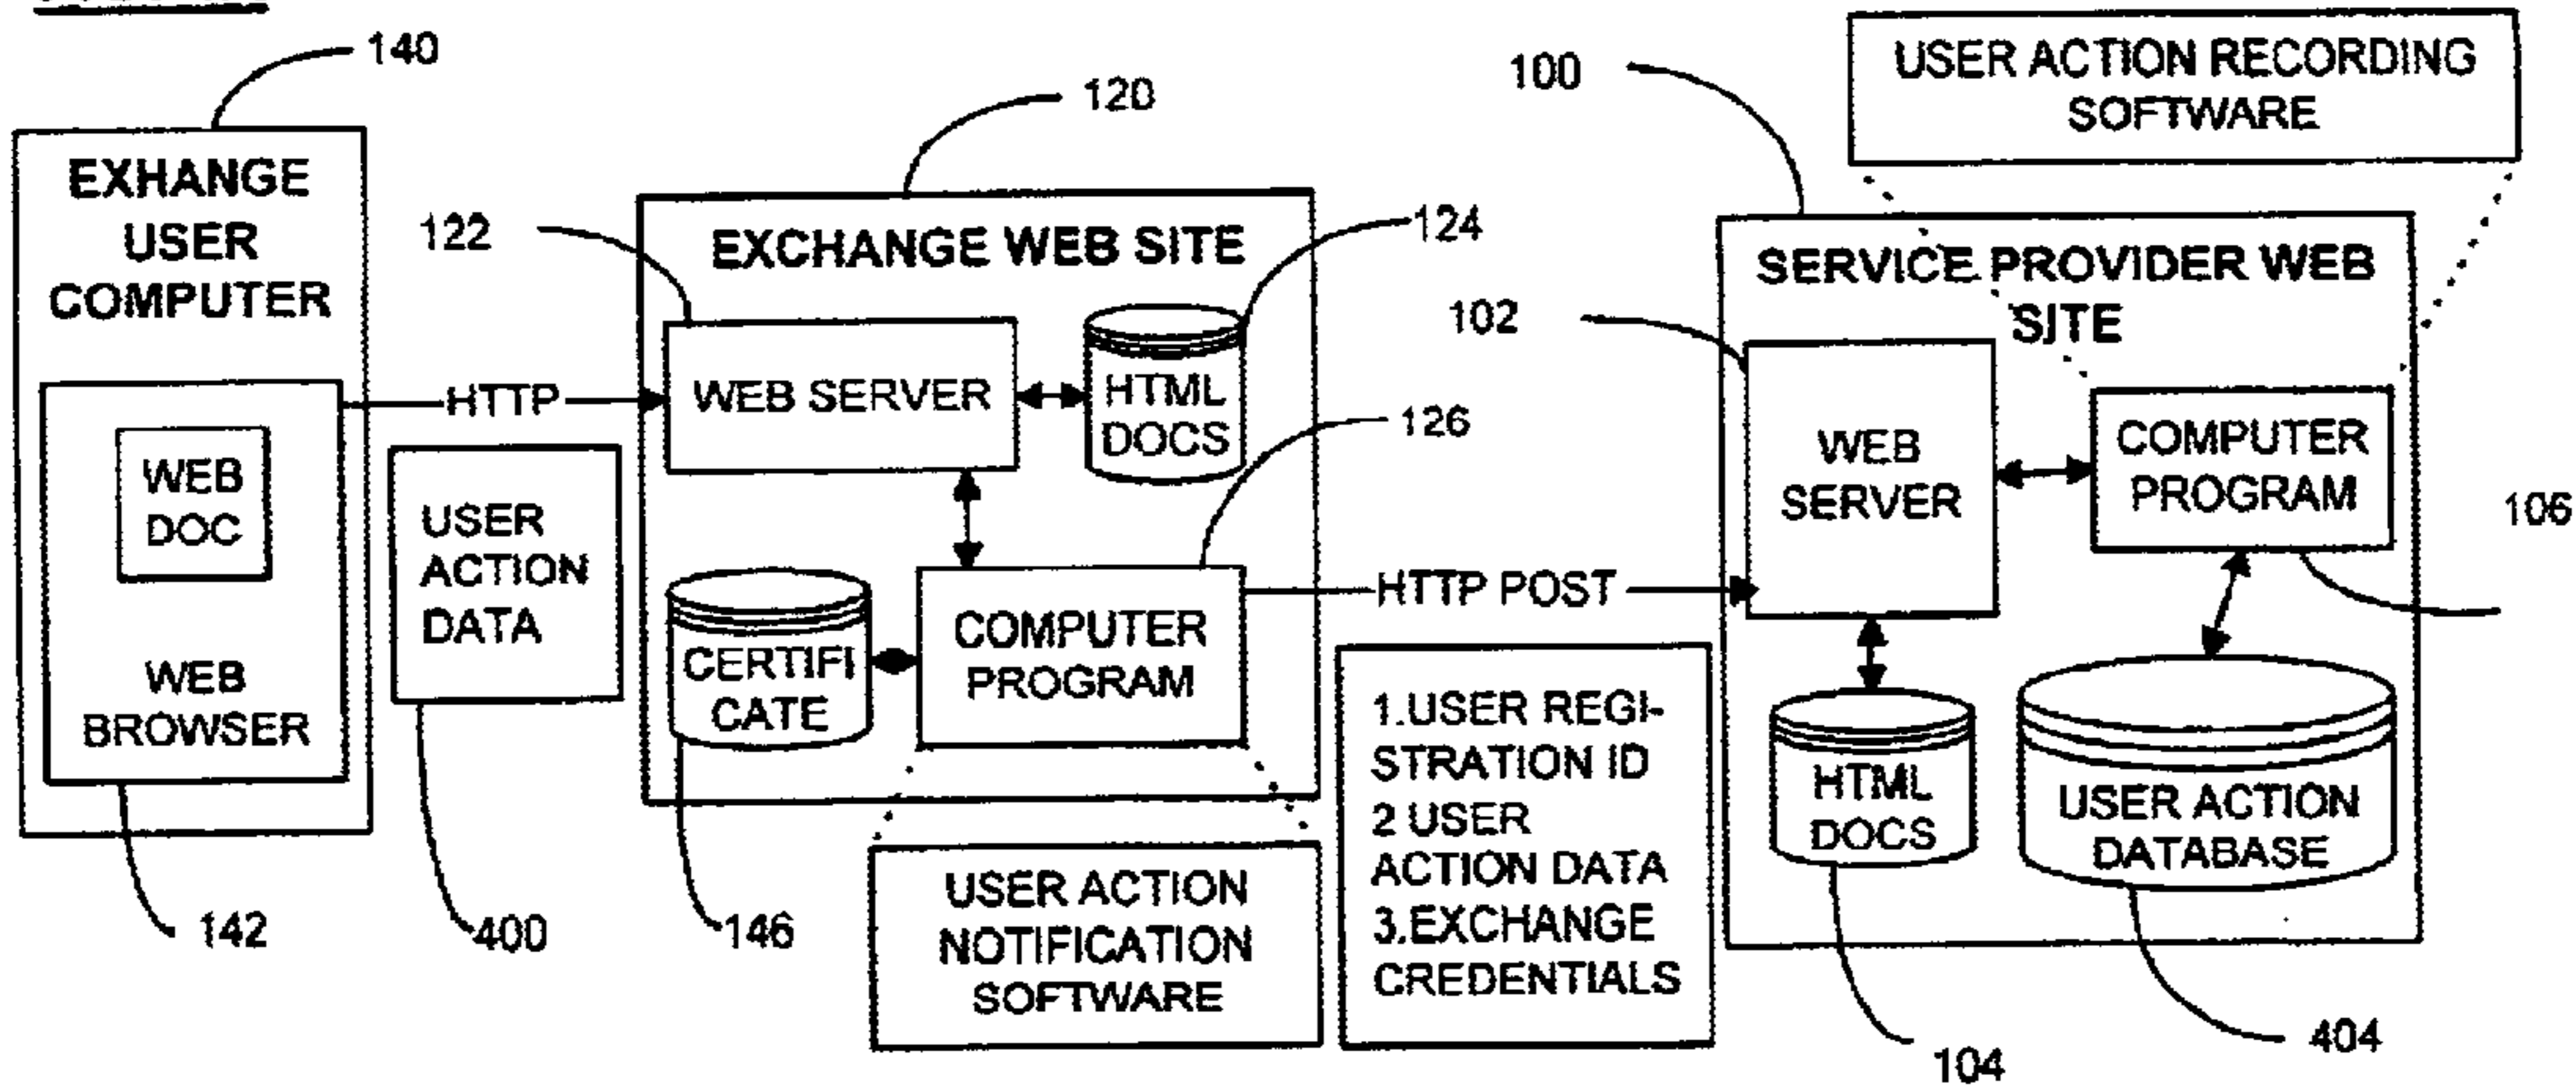 140
EXHANGE
USER
COMPUTER
WEB
DOC
WEB
BROWSER
142
HTTP
USER
ACTION
DATA
400
120
122
EXCHANGE WEB SITE
124
WEB SERVER
HTML
DOCS
126
CERTIFI
CATE
146
COMPUTER
PROGRAM
USER ACTION
NOTIFICATION
SOFTWARE
HTTP POST
1.USER REGI-
STRATION ID
2 USER
ACTION DATA
3.EXCHANGE
CREDENTIALS
100
USER ACTION RECORDING
SOFTWARE
SERVICE PROVIDER WEB
SITE
102
WEB
SERVER
COMPUTER
PROGRAM
106
HTML
DOCS
104
USER ACTION
DATABASE
404